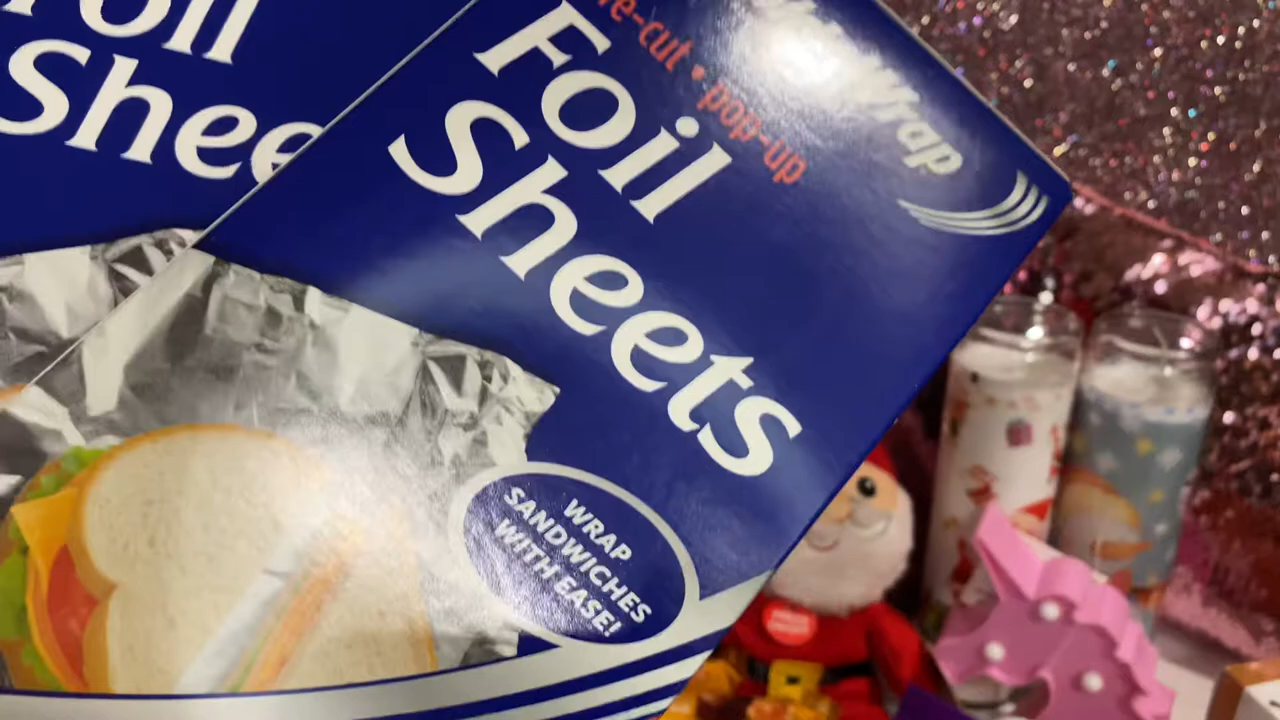 Foil
Shee
wrap
e-cut • pop-up
Foil
Sheets
WRAP
SANDWICHES
WITH EASE!